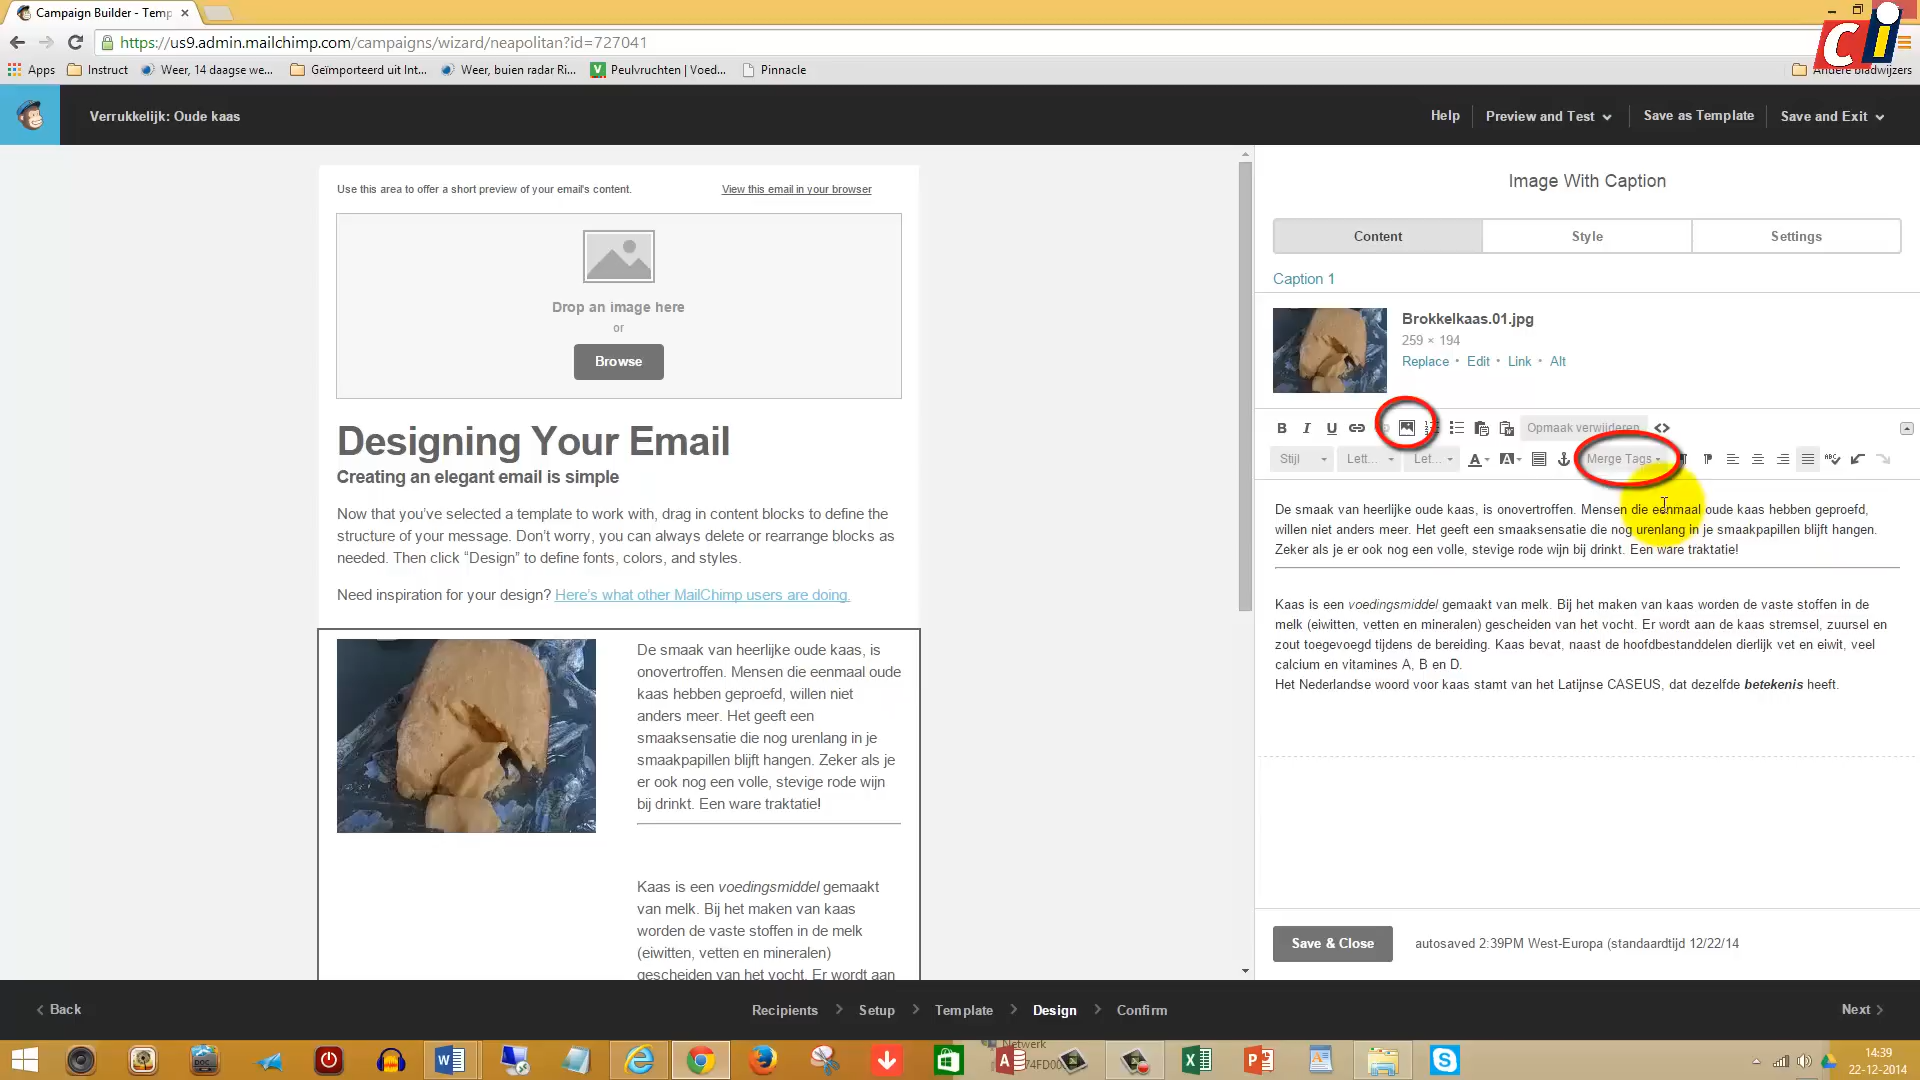 Campaign Builder - Temp
https://us9.admin.mailchimp.com/campaigns/wizard/neapolitan?id=727041
Ci
Apps
Instruct
Weer, 14 daagse we...
Geïmporteerd uit Int...
Weer, buien radar Ri...
Peulvruchten | Voed...
Pinnacle
Andere bladwijzers
Verrukkelijk: Oude kaas
Help
Preview and Test
Save as Template
Save and Exit
Use this area to offer a short preview of your email's content.
View this email in your browser
Drop an image here
or
Browse
Designing Your Email
Creating an elegant email is simple
Now that you've selected a template to work with, drag in content blocks to define the
structure of your message. Don't worry, you can always delete or rearrange blocks as
needed. Then click “Design” to define fonts, colors, and styles.
Need inspiration for your design? Here's what other MailChimp users are doing.
De smaak van heerlijke oude kaas, is
onovertroffen. Mensen die eenmaal oude
kaas hebben geproefd, willen niet
anders meer. Het geeft een
smaaksensatie die nog urenlang in je
smaakpapillen blijft hangen. Zeker als je
er ook nog een volle, stevige rode wijn
bij drinkt. Een ware traktatie!
Kaas is een voedingsmiddel gemaakt
van melk. Bij het maken van kaas
worden de vaste stoffen in de melk
(eiwitten, vetten en mineralen)
gescheiden van het vocht. Er wordt aan
Image With Caption
Content
Style
Settings
Caption 1
Brokkelkaas.01.jpg
259 × 194
Replace • Edit • Link • Alt
B I U
Opmaak verwijderen
Stijl
Lett...
Let...
A
A
Merge Tags
ABC
De smaak van heerlijke oude kaas, is onovertroffen. Mensen die eenmaal oude kaas hebben geproefd,
willen niet anders meer. Het geeft een smaaksensatie die nog urenlang in je smaakpapillen blijft hangen.
Zeker als je er ook nog een volle, stevige rode wijn bij drinkt. Een ware traktatie!
Kaas is een voedingsmiddel gemaakt van melk. Bij het maken van kaas worden de vaste stoffen in de
melk (eiwitten, vetten en mineralen) gescheiden van het vocht. Er wordt aan de kaas stremsel, zuursel en
zout toegevoegd tijdens de bereiding. Kaas bevat, naast de hoofdbestanddelen dierlijk vet en eiwit, veel
calcium en vitamines A, B en D.
Het Nederlandse woord voor kaas stamt van het Latijnse CASEUS, dat dezelfde betekenis heeft.
Save & Close
autosaved 2:39PM West-Europa (standaardtijd 12/22/14
Back
Recipients
Setup
Template
Design
Confirm
Next
Netwerk
74FD00
DOC
14:39
22-12-2014